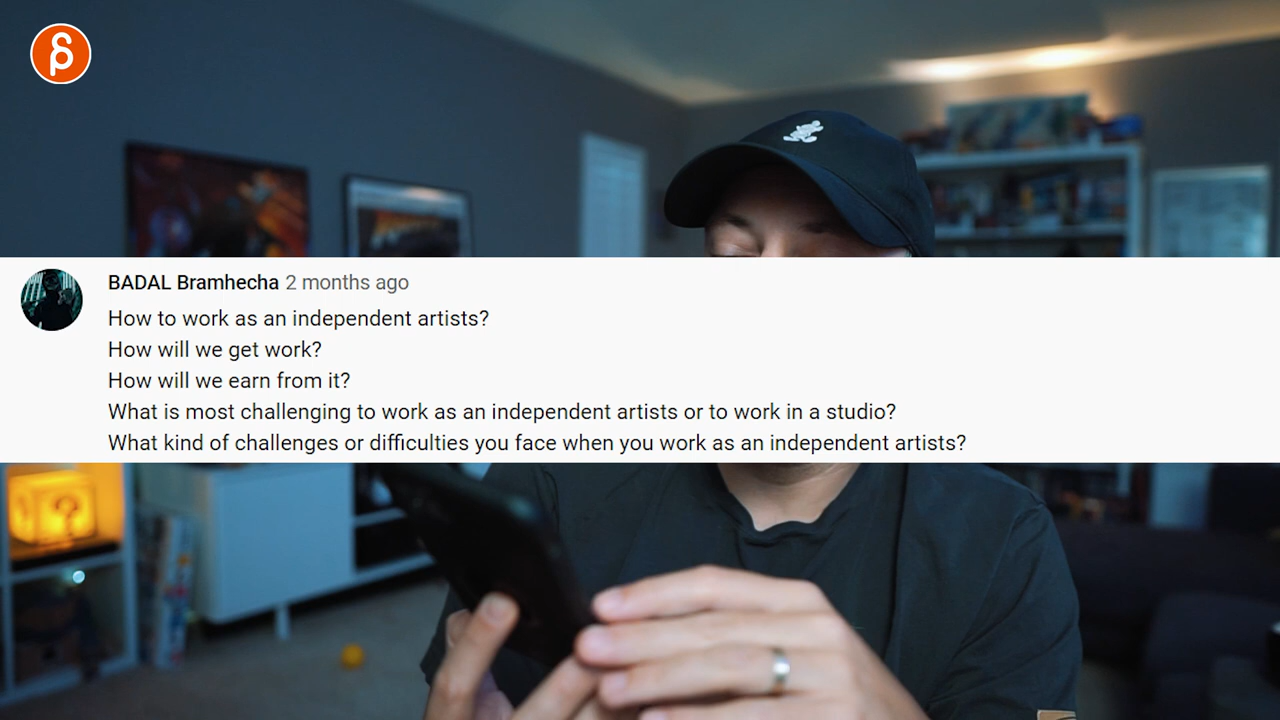 BADAL Bramhecha 2 months ago
How to work as an independent artists?
How will we get work?
How will we earn from it?
What is most challenging to work as an independent artists or to work in a studio?
What kind of challenges or difficulties you face when you work as an independent artists?